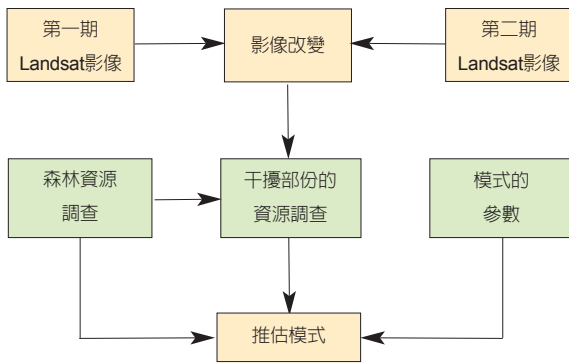 第一期
Landsat影像
影像改變
第二期
Landsat影像
森林資源
調查
干擾部份的
資源調查
模式的
參數
推估模式